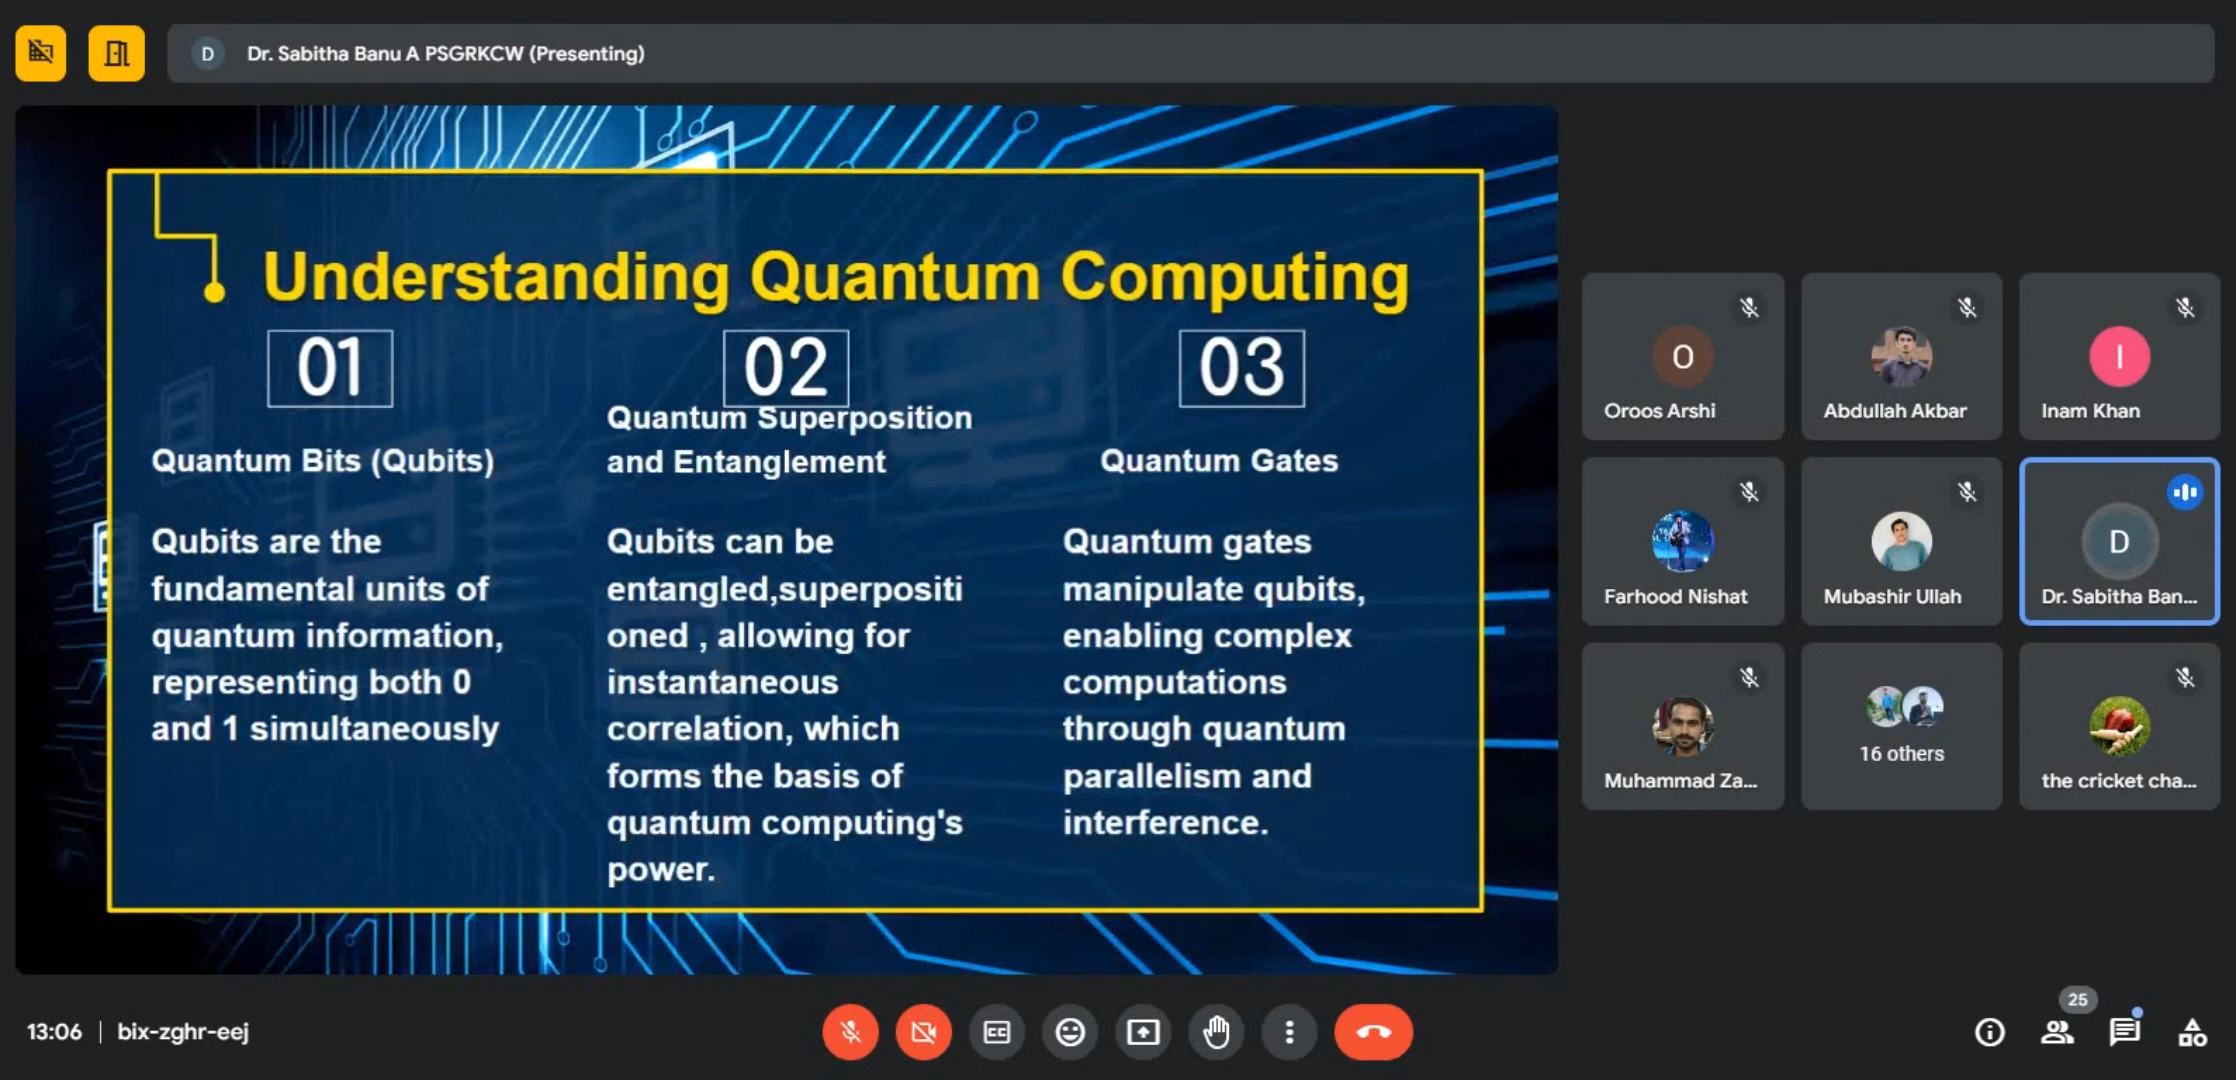 D Dr. Sabitha Banu A PSGRKCW (Presenting)
Understanding Quantum Computing
01
Quantum Bits (Qubits)
Qubits are the
fundamental units of
quantum information,
representing both 0
and 1 simultaneously
02
Quantum Superposition
and Entanglement
Qubits can be
entangled,superpositi
oned , allowing for
instantaneous
correlation, which
forms the basis of
quantum computing's
power.
03
Quantum Gates
Quantum gates
manipulate qubits,
enabling complex
computations
through quantum
parallelism and
interference.
O
Oroos Arshi
Abdullah Akbar
I
Inam Khan
Farhood Nishat
Mubashir Ullah
D
Dr. Sabitha Ban...
Muhammad Za...
16 others
the cricket cha...
13:06 | bix-zghr-eej
CC
25